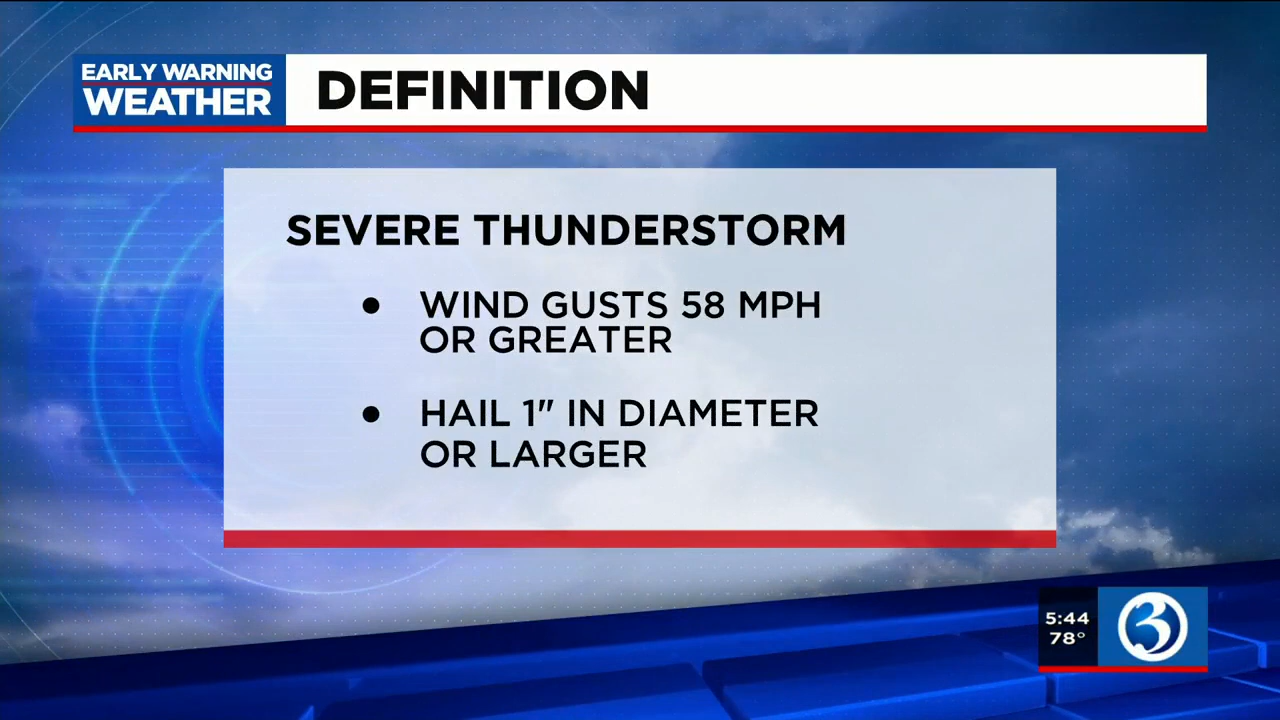 EARLY WARNING
WEATHER
DEFINITION
SEVERE THUNDERSTORM
• WIND GUSTS 58 MPH
OR GREATER
• HAIL 1" IN DIAMETER
OR LARGER
5:44
78°
3